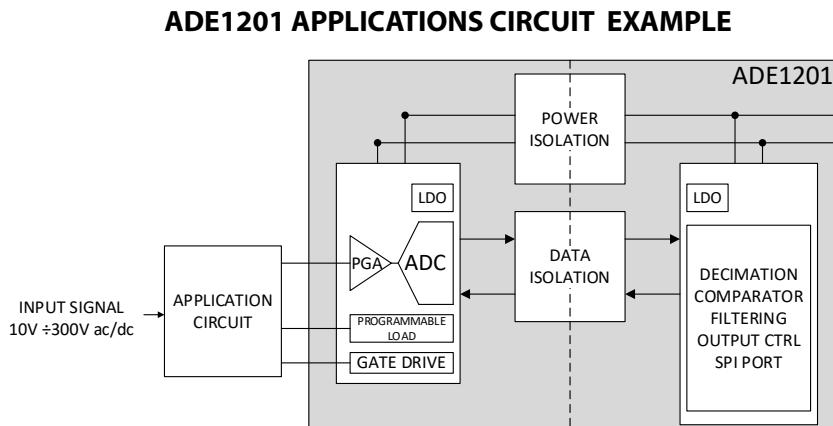 ADE1201 APPLICATIONS CIRCUIT EXAMPLE
ADE1201
POWER
ISOLATION
LDO
LDO
PGA
ADC
DATA
ISOLATION
DECIMATION
COMPARATOR
FILTERING
OUTPUT CTRL
SPI PORT
INPUT SIGNAL
10V ÷300V ac/dc
APPLICATION
CIRCUIT
PROGRAMMABLE
LOAD
GATE DRIVE